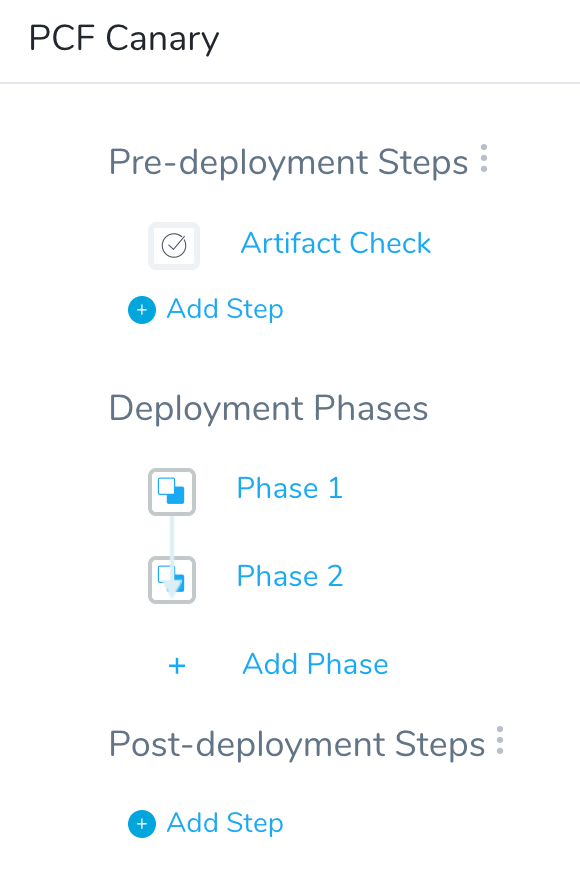 PCF Canary
Pre-deployment Steps
Artifact Check
Add Step
Deployment Phases
Phase 1
Phase 2
+ Add Phase
Post-deployment Steps
Add Step